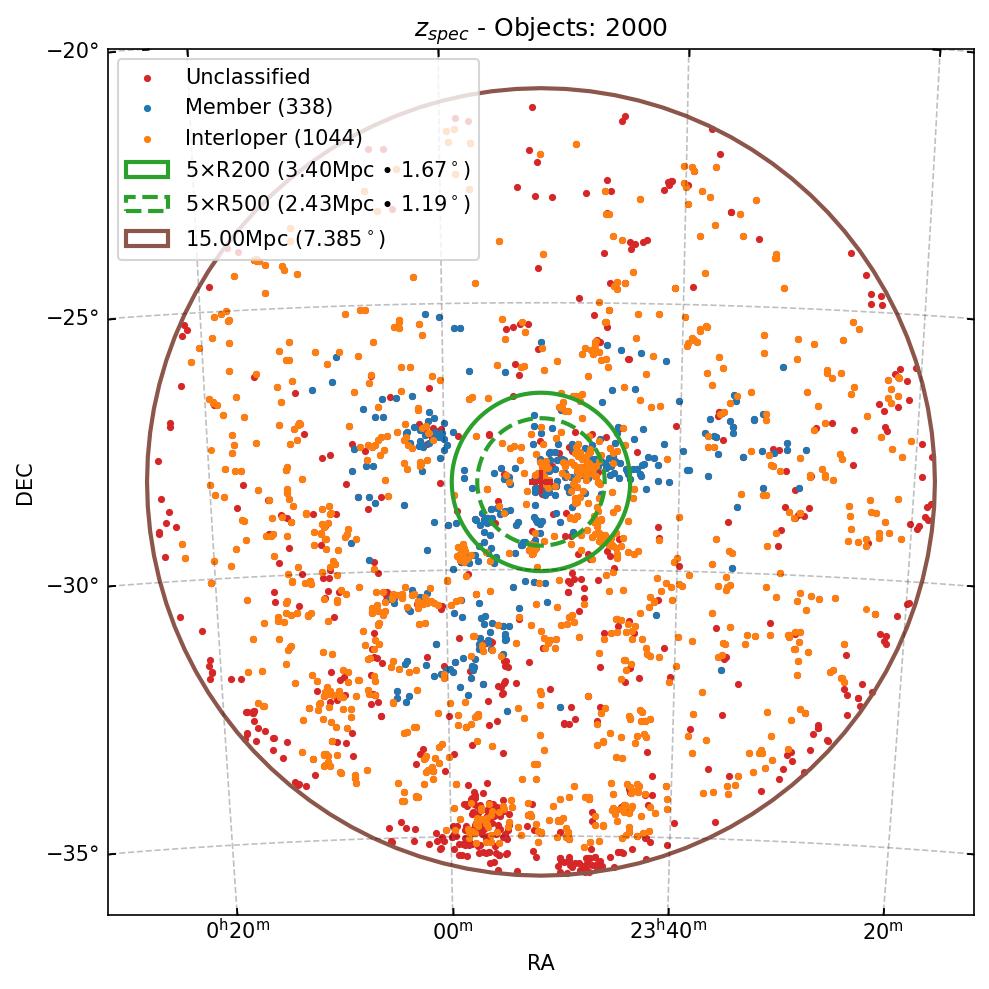 z_spec - Objects: 2000
Unclassified
Member (338)
Interloper (1044)
5×R200 (3.40Mpc • 1.67°)
5×R500 (2.43Mpc • 1.19°)
15.00Mpc (7.385°)
−20°
−25°
−30°
−35°
DEC
0h20m 00m 23h40m 20m
RA